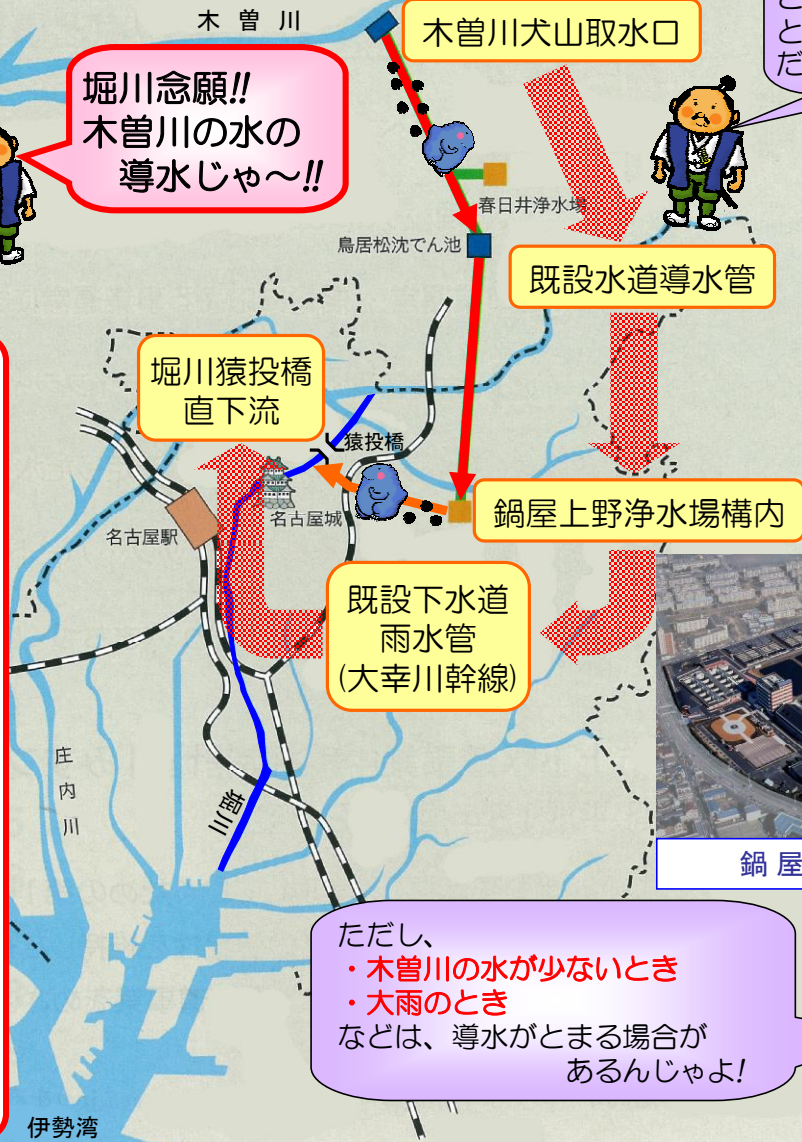 木曽川
木曽川犬山取水口
堀川念願!!
木曽川の水の
導水じゃ～!!
春日井浄水場
鳥居松沈でん池
既設水道導水管
堀川猿投橋
直下流
猿投橋
名古屋城
名古屋駅
鍋屋上野浄水場構内
既設下水道
雨水管
(大幸川幹線)
庄内川
堀川
鍋屋
ただし、
・木曽川の水が少ないとき
・大雨のとき
などは、導水がとまる場合が
あるんじゃよ!
伊勢湾